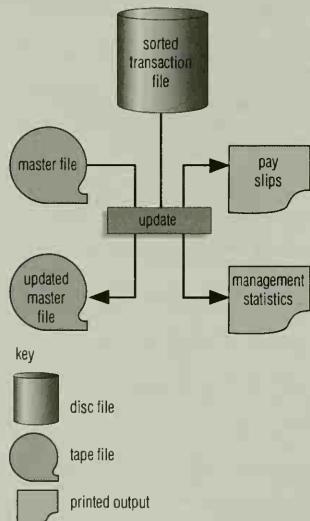 sorted
transaction
file
master file
pay
slips
update
updated
master
file
management
statistics
key
disc file
tape file
printed output